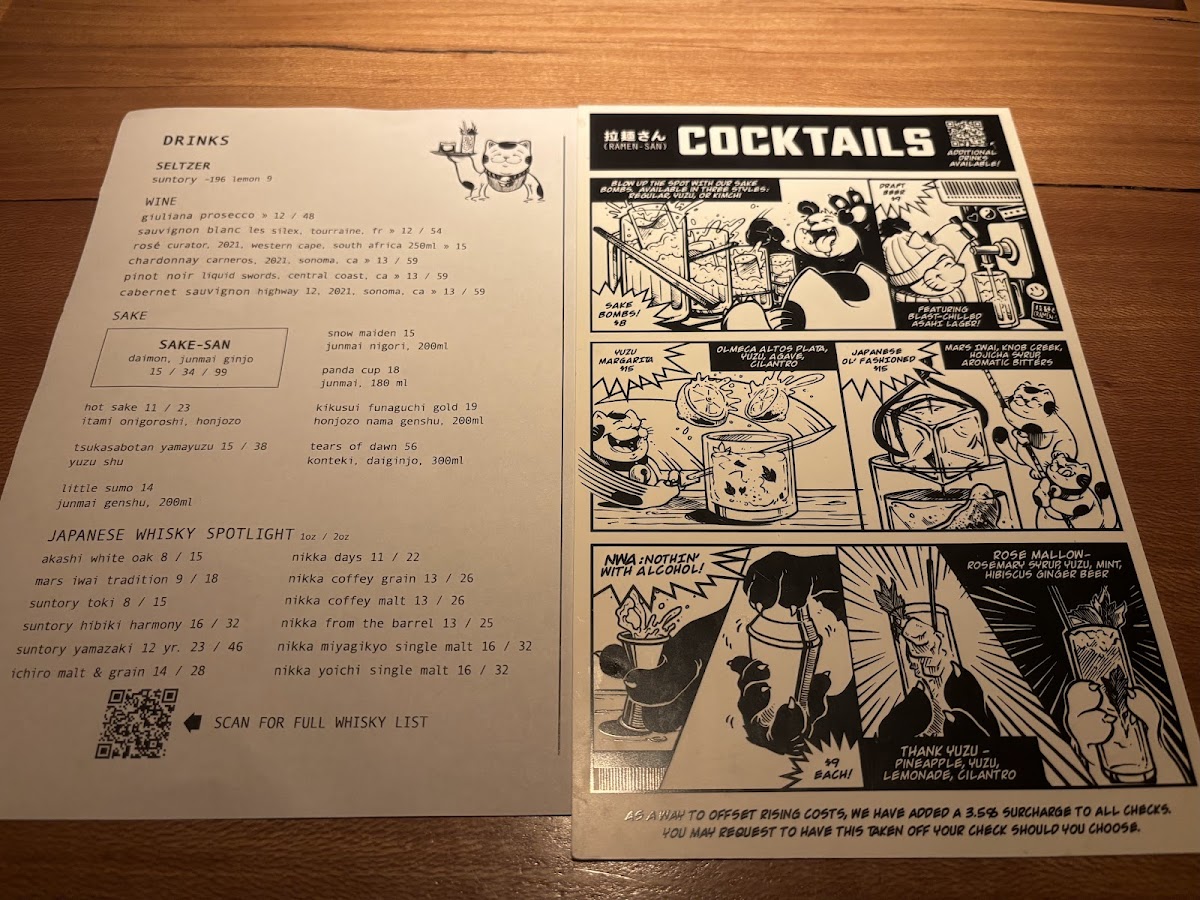 DRINKS
SELTZER
suntory -196 lemon 9
WINE
giuliana prosecco » 12 / 48
sauvignon blanc les silex, tourraine, fr » 12 / 54
rosé curator, 2021, western cape, south africa 250ml » 15
chardonnay carneros, 2021, sonoma, ca » 13 / 59
pinot noir liquid swords, central coast, ca » 13 / 59
cabernet sauvignon highway 12, 2021, sonoma, ca » 13 / 59
SAKE
SAKE-SAN
daimon, junmai ginjo
15 / 34 / 99
hot sake 11 / 23
itami onigoroshi, honjozo
tsukasabotan yamayuzu 15 / 38
yuzu shu
little sumo 14
junmai genshu, 200ml
snow maiden 15
junmai nigori, 200ml
panda cup 18
junmai, 180 ml
kikusui funaguchi gold 19
honjozo nama genshu, 200ml
tears of dawn 56
konteki, daiginjo, 300ml
JAPANESE WHISKY SPOTLIGHT 1oz / 2oz
akashi white oak 8 / 15
mars iwai tradition 9 / 18
suntory toki 8 / 15
suntory hibiki harmony 16 / 32
suntory yamazaki 12 yr. 23 / 46
ichiro malt & grain 14 / 28
nikka days 11 / 22
nikka coffey grain 13 / 26
nikka coffey malt 13 / 26
nikka from the barrel 13 / 25
nikka miyagikyo single malt 16 / 32
nikka yoichi single malt 16 / 32
SCAN FOR FULL WHISKY LIST
拉麺さん
(RAMEN-SAN)
COCKTAILS
ADDITIONAL
DRINKS
AVAILABLE!
BLOW UP THE SPOT WITH OUR SAKE
BOMBS. AVAILABLE IN THREE STYLES:
REGULAR, YUZU, OR KIMCHI
SAKE
BOMBS!
$8
DRAFT
BEER
$9
FEATURING
BLAST-CHILLED
ASAHI LAGER!
YUZU
MARGARITA
$15
OLMECA ALTOS PLATA,
YUZU, AGAVE,
CILANTRO
JAPANESE
OL' FASHIONED
$15
MARS IWAI, KNOB CREEK,
HOJICHA SYRUP,
AROMATIC BITTERS
NWA: NOTHIN'
WITH ALCOHOL!
$9
EACH!
THANK YUZU -
PINEAPPLE, YUZU,
LEMONADE, CILANTRO
ROSE MALLOW-
ROSEMARY SYRUP, YUZU, MINT,
HIBISCUS GINGER BEER
AS A WAY TO OFFSET RISING COSTS, WE HAVE ADDED A 3.5% SURCHARGE TO ALL CHECKS.
YOU MAY REQUEST TO HAVE THIS TAKEN OFF YOUR CHECK SHOULD YOU CHOOSE.